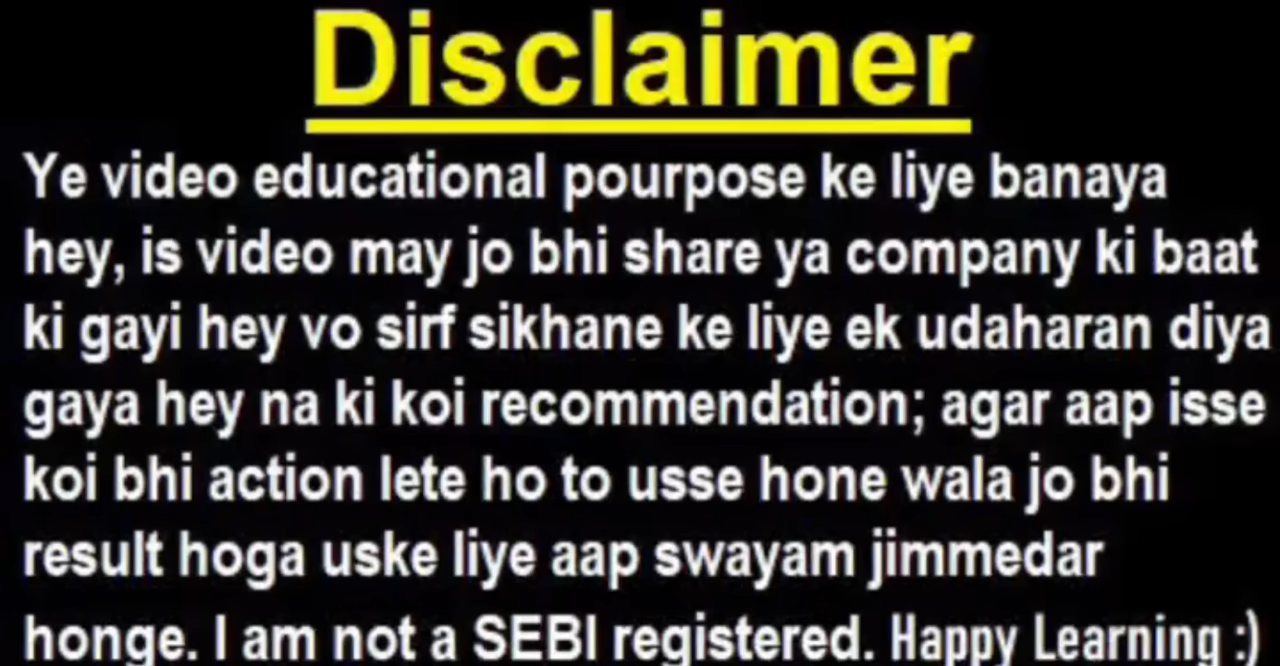 Disclaimer
Ye video educational pourpose ke liye banaya
hey, is video may jo bhi share ya company ki baat
ki gayi hey vo sirf sikhane ke liye ek udaharan diya
gaya hey na ki koi recommendation; agar aap isse
koi bhi action lete ho to usse hone wala jo bhi
result hoga uske liye aap swayam jimmedar
honge. I am not a SEBI registered. Happy Learning :)